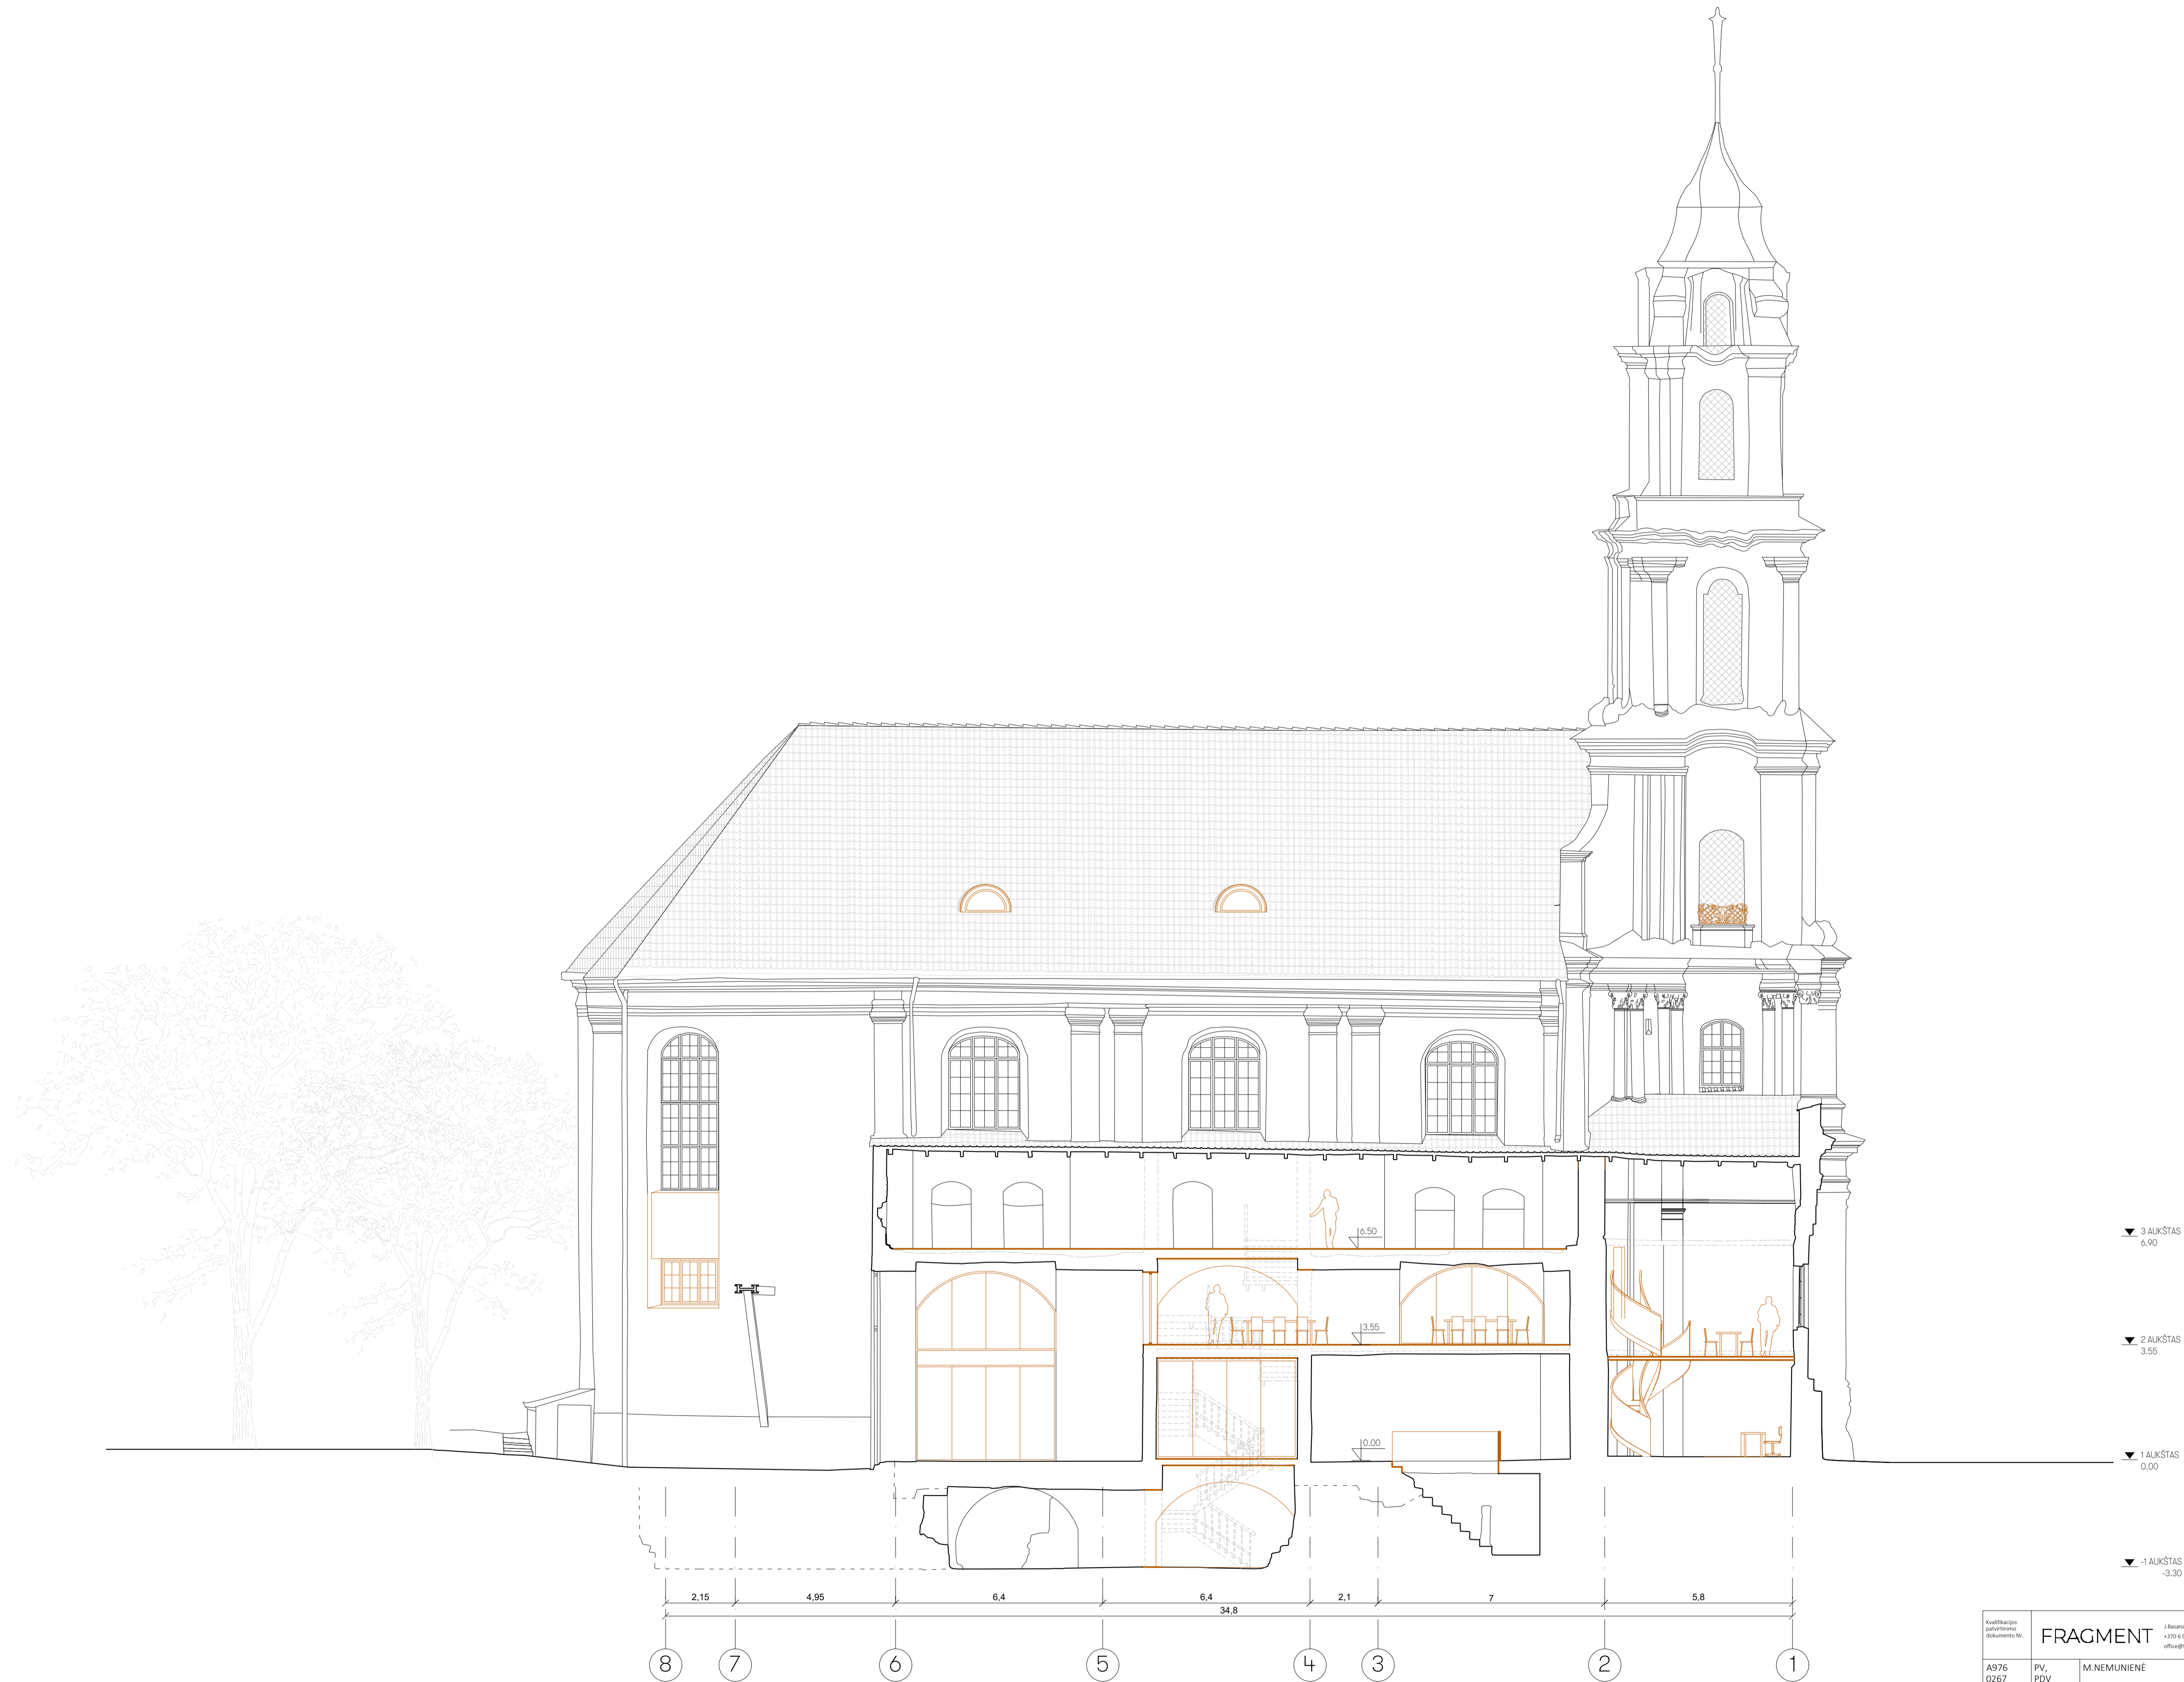 6.50
3 AUKŠTAS
6.90
3.55
2 AUKŠTAS
3.55
0.00
1 AUKŠTAS
0.00
-1 AUKŠTAS
-3.30
2,15 4,95 6,4 6,4 2,1 7 5,8
34,8
8 7 6 5 4 3 2 1
Kvalifikacijos
patvirtinimo
dokumento Nr.
FRAGMENT
+370 6
A976 PV, M.NEMUNIENĖ
0267 PDV